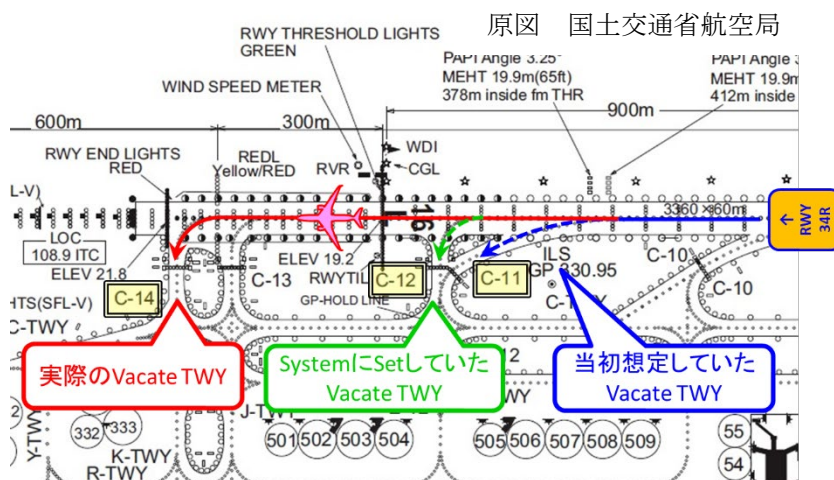 原図 国土交通省航空局
RWY THRESHOLD LIGHTS
GREEN
WIND SPEED METER
PAPI Angle 3.25°
MEHT 19.9m(65ft)
378m inside fm THR
PAPI Angle
MEHT 19.9m
412m inside
600m
300m
900m
RWY END LIGHTS
RED
REDL
Yellow/RED
RVR
WDI
CGL
16
3360×60m
← RWY 34R
LOC
108.9 ITC
ELEV 21.8
ELEV 19.2
RWYTIL
GP-HOLD LINE
C-13
C-14
C-12
C-11
ILS
GP 330.95
C-TWY
C-10
C-10
HTS(SFL-V)
C-TWY
実際のVacate TWY
SystemにSetしていた
Vacate TWY
当初想定していた
Vacate TWY
J-TWY
Y-TWY
K-TWY
R-TWY
332
333
501
502
503
504
505
506
507
508
509
55
54